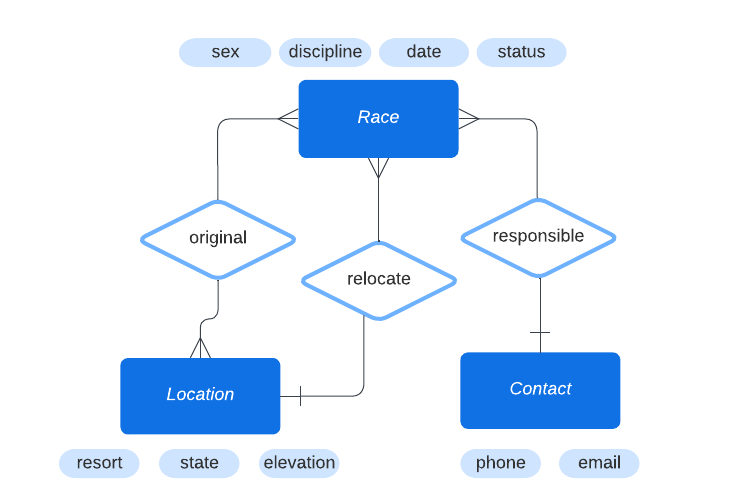 sex discipline date status
Race
original
responsible
relocate
Location
Contact
resort state elevation
phone email